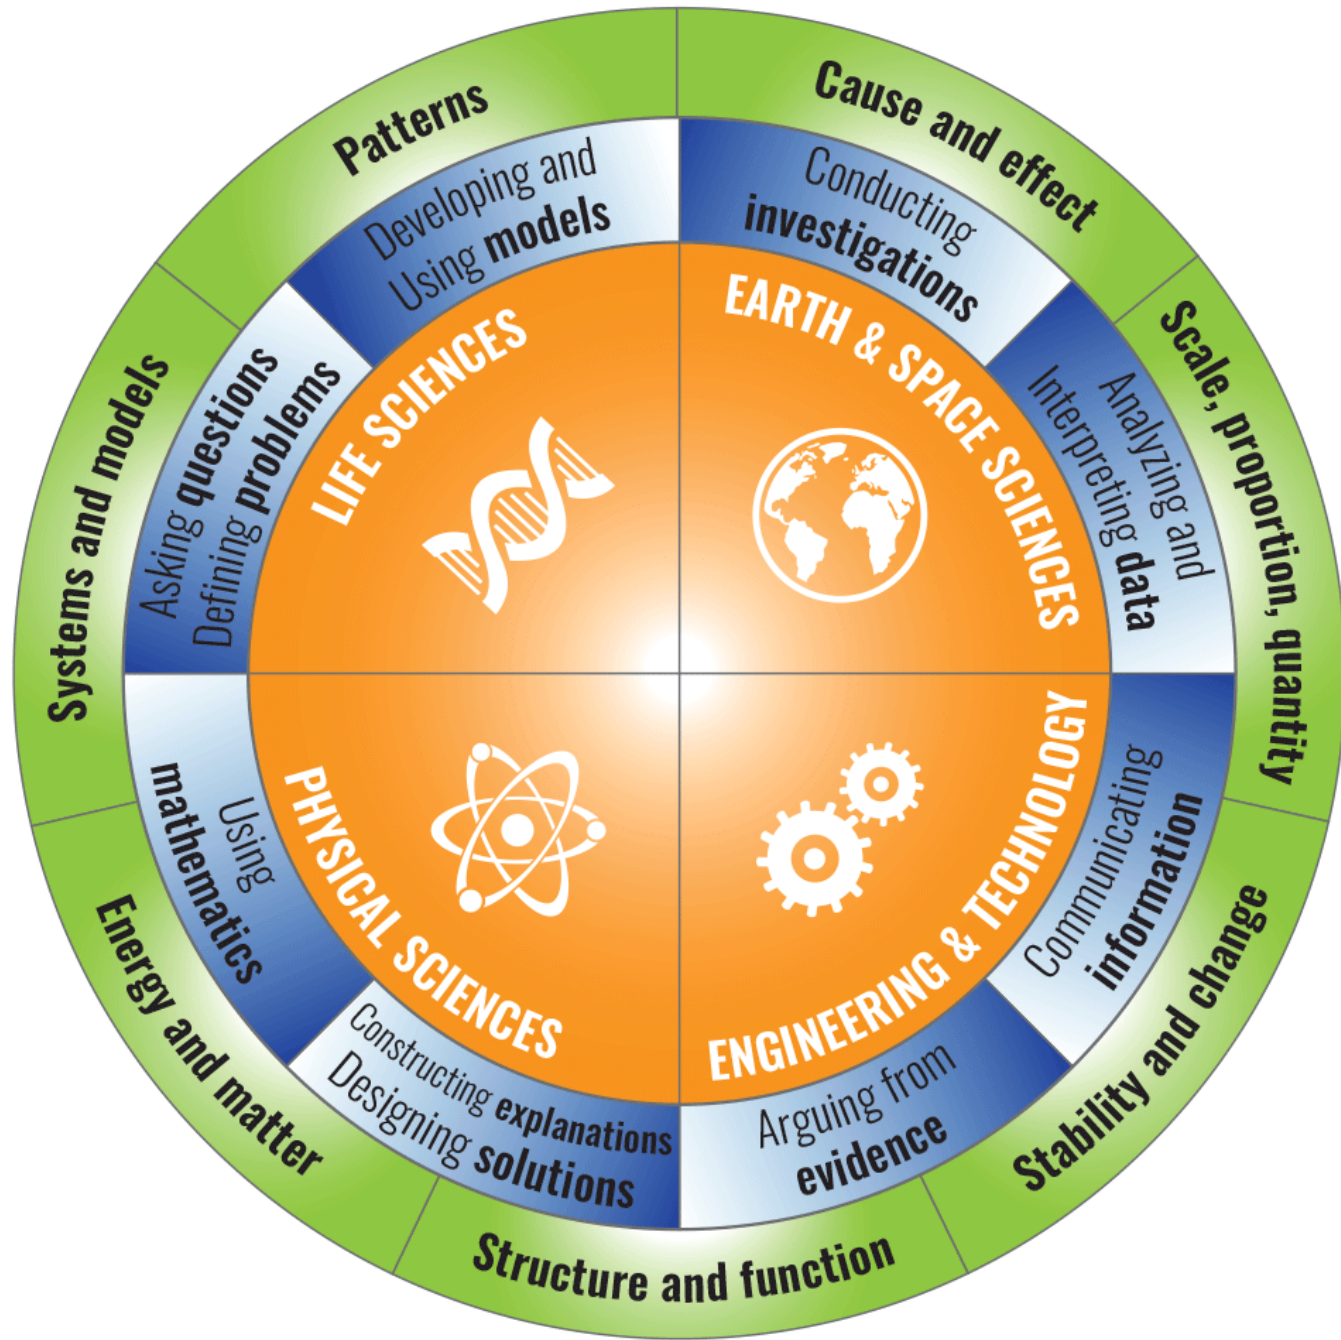 Patterns
Cause and effect
Scale, proportion, quantity
Stability and change
Structure and function
Energy and matter
Systems and models
Developing and
Using models
Conducting
investigations
Analyzing and
Interpreting data
Communicating
information
Arguing from
evidence
Constructing explanations
Designing solutions
Using
mathematics
Asking questions
Defining problems
LIFE SCIENCES
EARTH & SPACE SCIENCES
ENGINEERING & TECHNOLOGY
PHYSICAL SCIENCES